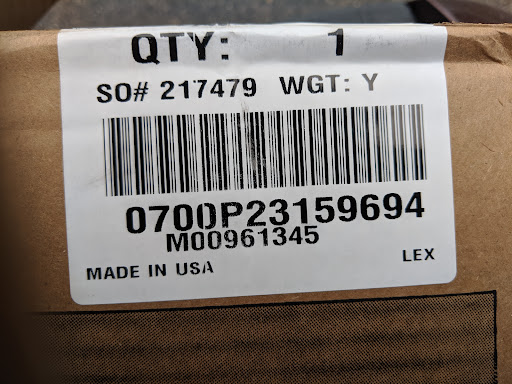 QTY: 1
SO# 217479 WGT: Y
0700P23159694
M00961345
MADE IN USA LEX